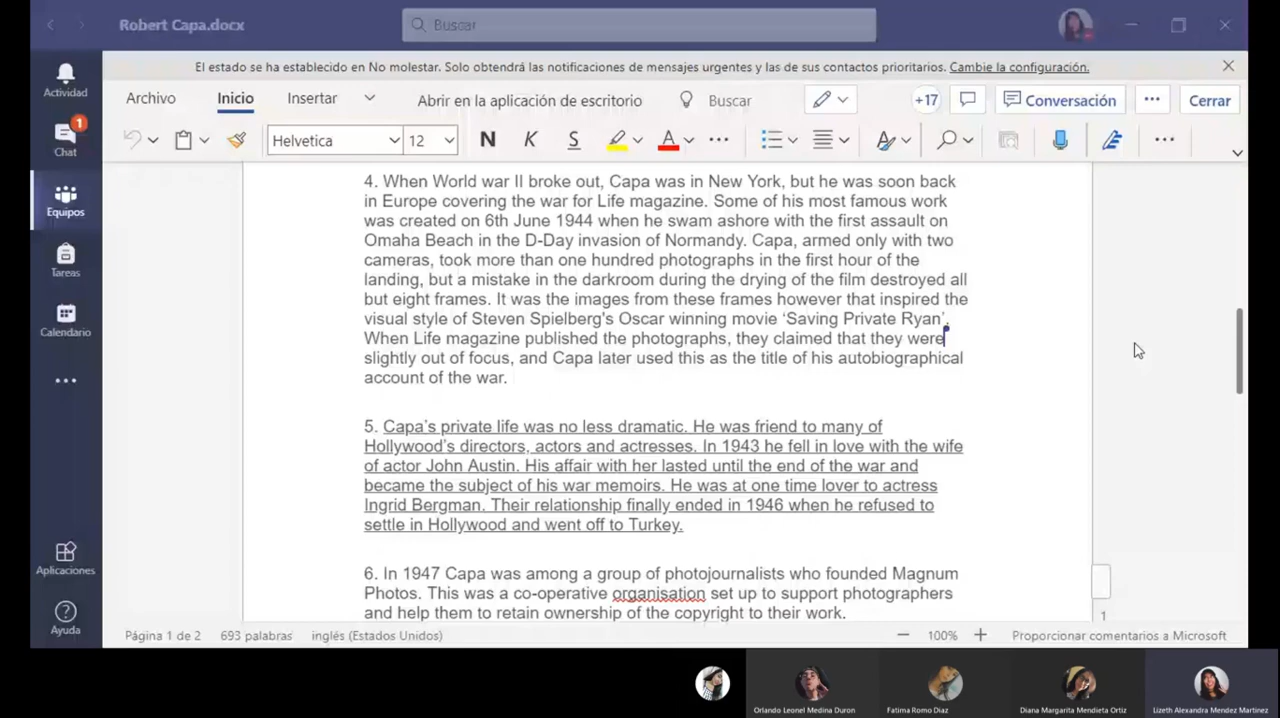 Robert Capa.docx
Buscar
El estado se ha establecido en No molestar. Solo obtendrá las notificaciones de mensajes urgentes y las de sus contactos prioritarios. Cambie la configuración.
Actividad
Archivo Inicio Insertar Abrir en la aplicación de escritorio Buscar +17 Conversación Cerrar
1
Chat
Helvetica 12 N K S A
Equipos
Tareas
Calendario
Aplicaciones
Ayuda
4. When World war II broke out, Capa was in New York, but he was soon back
in Europe covering the war for Life magazine. Some of his most famous work
was created on 6th June 1944 when he swam ashore with the first assault on
Omaha Beach in the D-Day invasion of Normandy. Capa, armed only with two
cameras, took more than one hundred photographs in the first hour of the
landing, but a mistake in the darkroom during the drying of the film destroyed all
but eight frames. It was the images from these frames however that inspired the
visual style of Steven Spielberg's Oscar winning movie ‘Saving Private Ryan’.
When Life magazine published the photographs, they claimed that they were
slightly out of focus, and Capa later used this as the title of his autobiographical
account of the war.
5. Capa’s private life was no less dramatic. He was friend to many of
Hollywood’s directors, actors and actresses. In 1943 he fell in love with the wife
of actor John Austin. His affair with her lasted until the end of the war and
became the subject of his war memoirs. He was at one time lover to actress
Ingrid Bergman. Their relationship finally ended in 1946 when he refused to
settle in Hollywood and went off to Turkey.
6. In 1947 Capa was among a group of photojournalists who founded Magnum
Photos. This was a co-operative organisation set up to support photographers
and help them to retain ownership of the copyright to their work.
1
Página 1 de 2 693 palabras inglés (Estados Unidos) 100% Proporcionar comentarios a Microsoft
Orlando Leonel Medina Duron Fatima Romo Diaz Diana Margarita Mendieta Ortiz Lizeth Alexandra Mendez Martinez